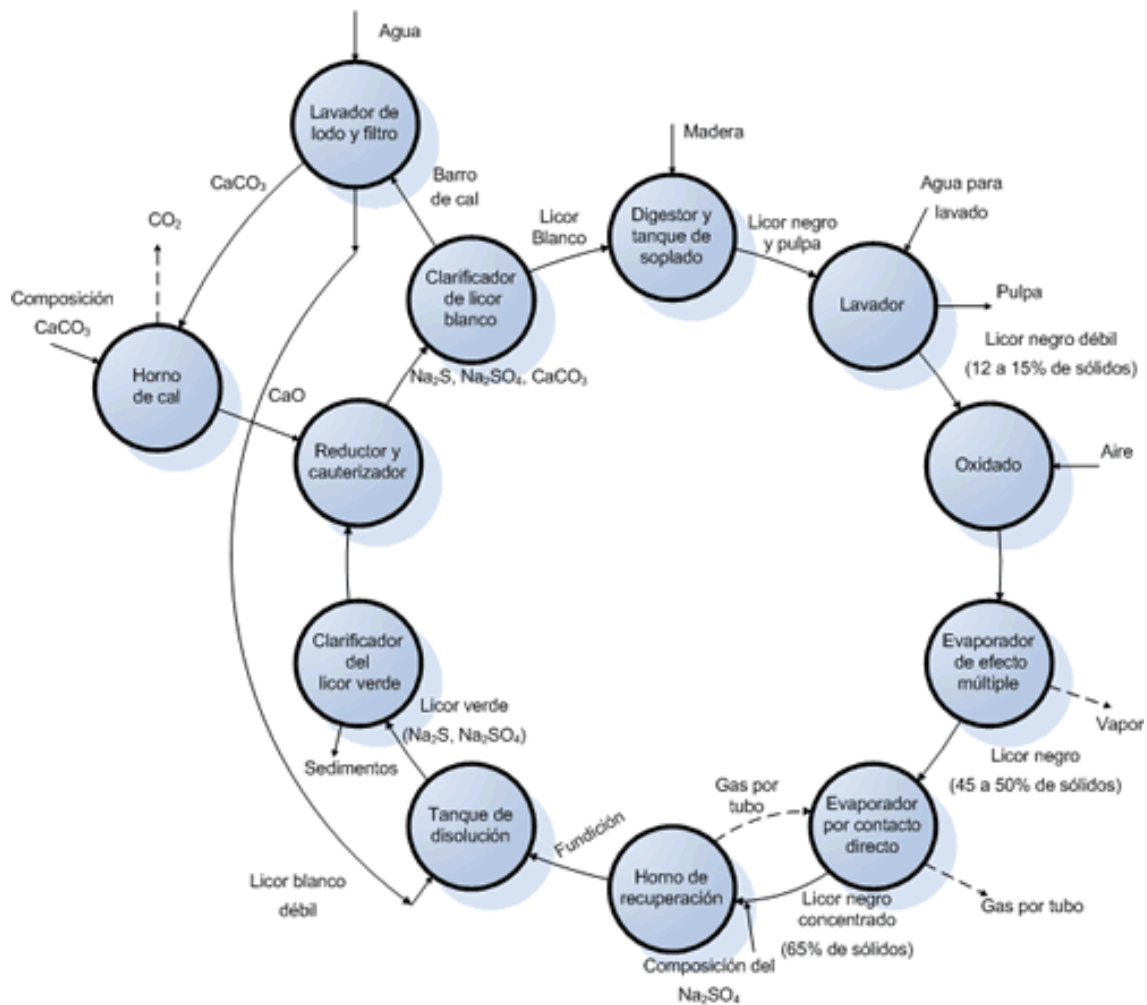 Agua
Lavador de
lodo y filtro
Madera
CaCO₃
Barro
de cal
Agua para
lavado
CO₂
Licor
Blanco
Digestor y
tanque de
soplado
Licor negro
y pulpa
Clarificador
de licor
blanco
Lavador
Pulpa
Composición
CaCO₃
Licor negro débil
(12 a 15% de sólidos)
Horno
de cal
Na₂S, Na₂SO₄, CaCO₃
CaO
Reductor y
cauterizador
Oxidado
Aire
Clarificador
del
licor verde
Evaporador
de efecto
múltiple
Licor verde
(Na₂S, Na₂SO₄)
Vapor
Sedimentos
Licor negro
(45 a 50% de sólidos)
Gas por
tubo
Tanque de
disolución
Evaporador
por contacto
directo
Fundición
Horno de
recuperación
Licor blanco
débil
Licor negro
concentrado
(65% de sólidos)
Gas por tubo
Composición del
Na₂SO₄